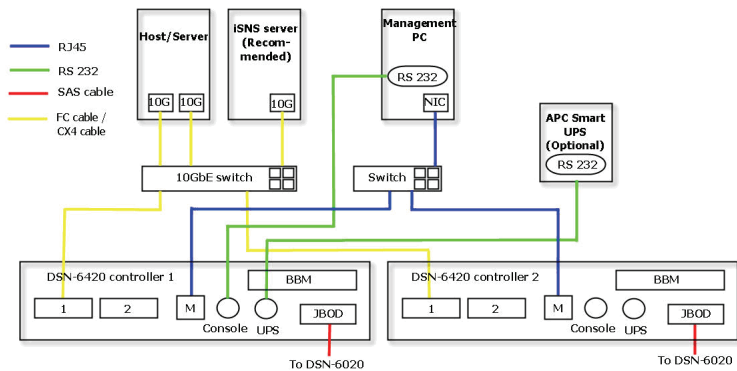 RJ45
RS 232
SAS cable
FC cable /
CX4 cable
Host/Server
10G
10G
iSNS server
(Recom-
mended)
10G
Management
PC
RS 232
NIC
APC Smart
UPS
(Optional)
RS 232
10GbE switch
Switch
DSN-6420 controller 1
BBM
1
2
M
Console
UPS
JBOD
To DSN-6020
DSN-6420 controller 2
BBM
1
2
M
Console
UPS
JBOD
To DSN-6020